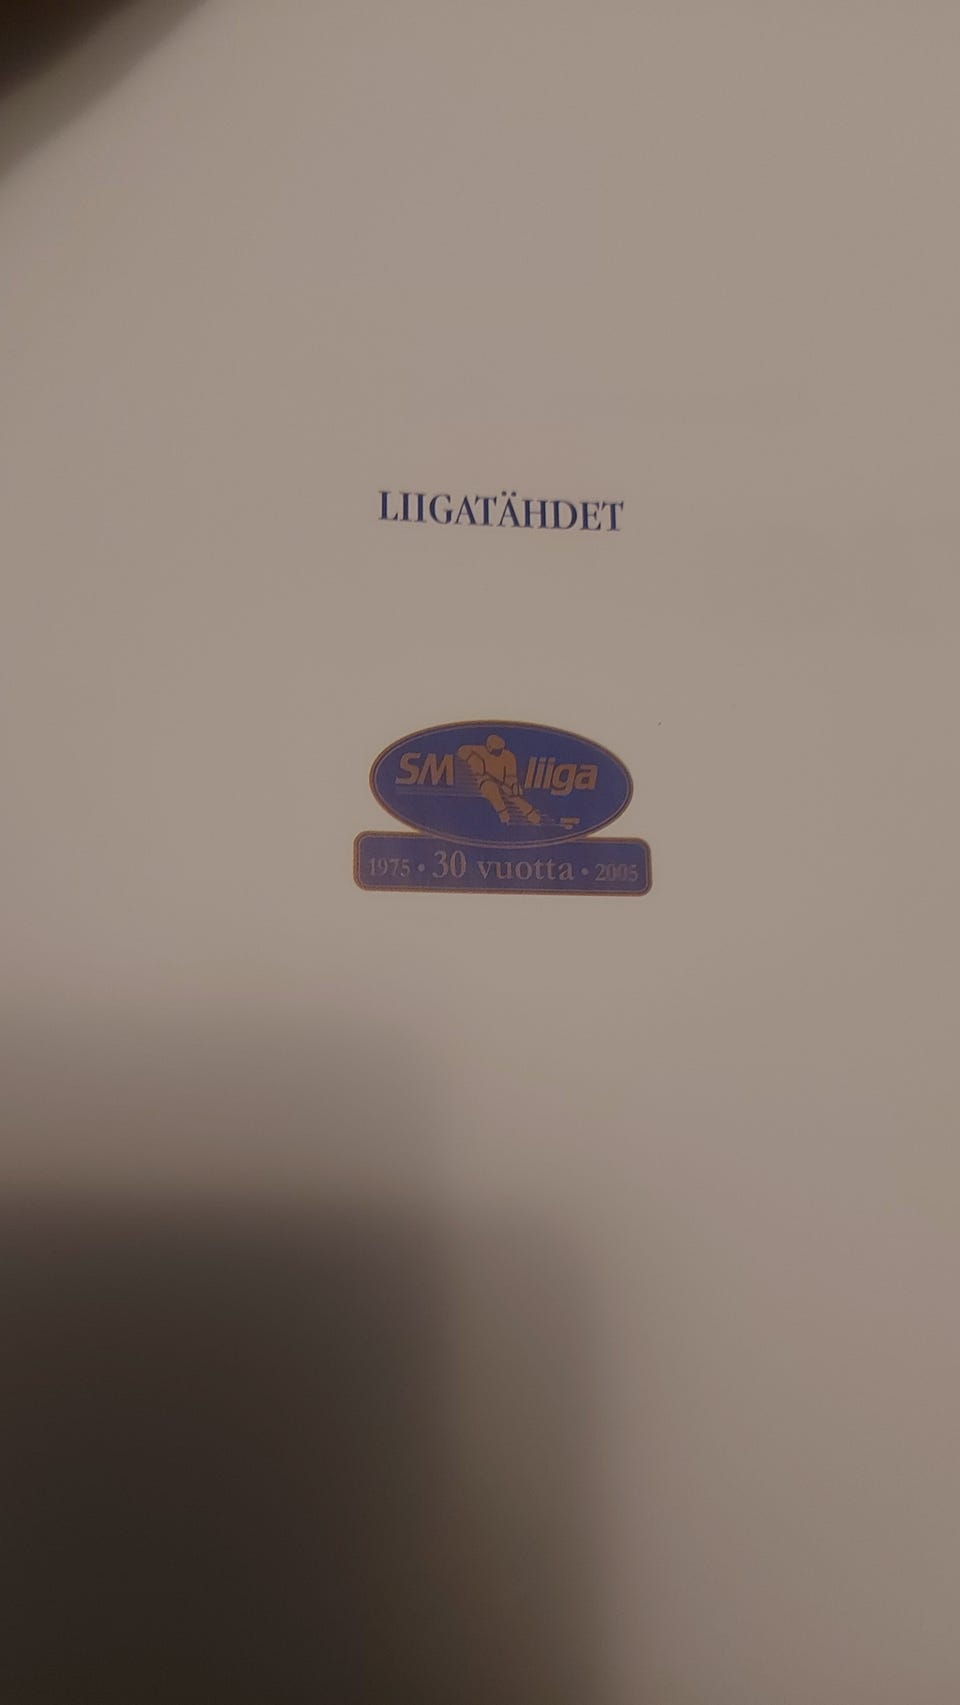 LIIGATÄHDET
SM liiga
1975 • 30 vuotta • 2005